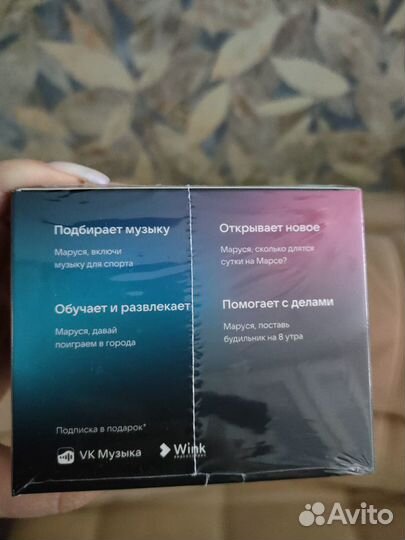 Подбирает музыку
Маруся, включи
музыку для спорта
Открывает новое
Маруся, сколько длятся
сутки на Марсе?
Обучает и развлекает
Маруся, давай
поиграем в города
Помогает с делами
Маруся, поставь
будильник на 8 утра
Подписка в подарок*
VK Музыка
Wink
Avito